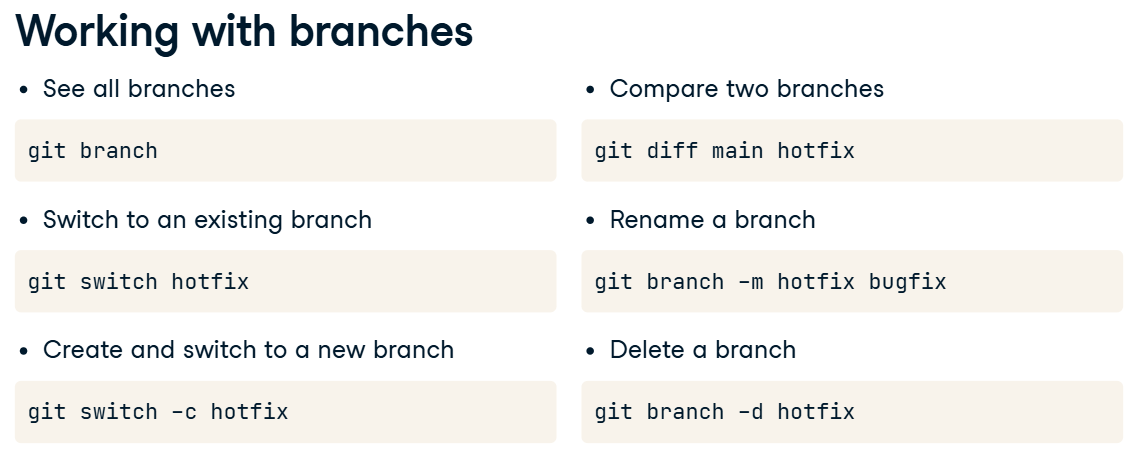 Working with branches
• See all branches
git branch
• Switch to an existing branch
git switch hotfix
• Create and switch to a new branch
git switch -c hotfix
• Compare two branches
git diff main hotfix
• Rename a branch
git branch -m hotfix bugfix
• Delete a branch
git branch -d hotfix